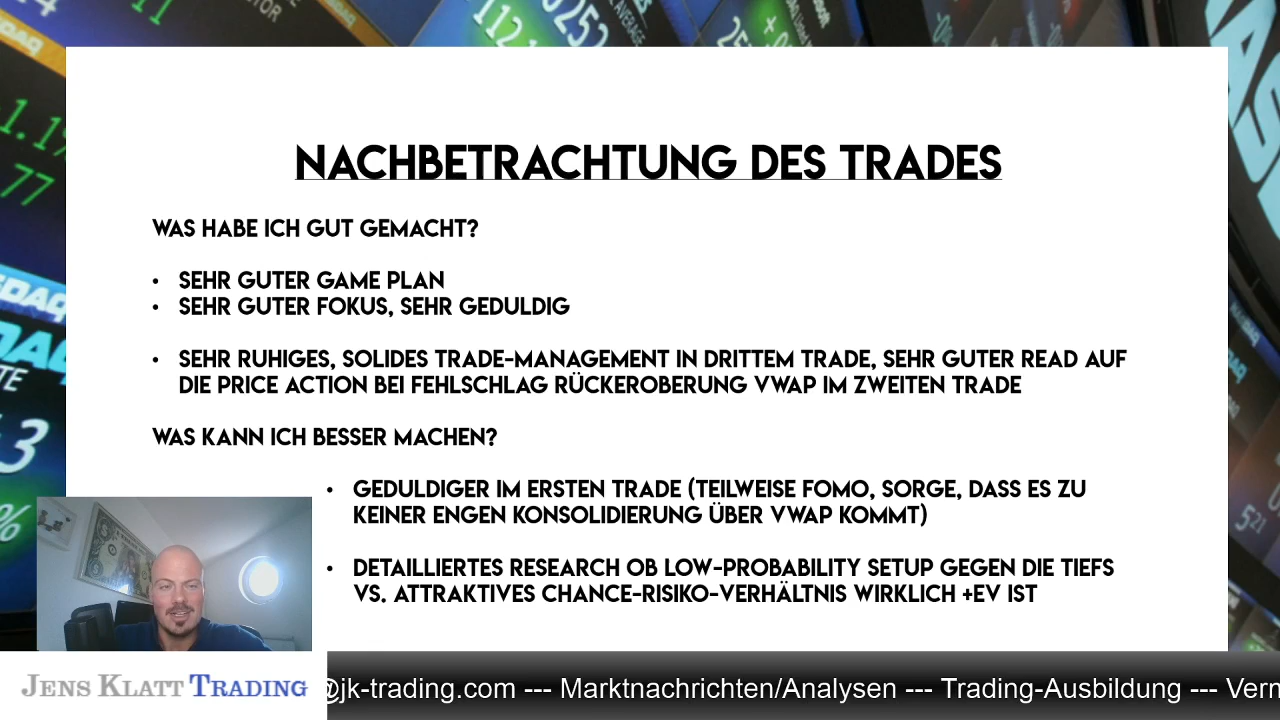 NACHBETRACHTUNG DES TRADES
WAS HABE ICH GUT GEMACHT?
• SEHR GUTER GAME PLAN
• SEHR GUTER FOKUS, SEHR GEDULDIG
• SEHR RUHIGES, SOLIDES TRADE-MANAGEMENT IN DRITTEM TRADE, SEHR GUTER READ AUF
DIE PRICE ACTION BEI FEHLSCHLAG RÜCKEROBERUNG VWAP IM ZWEITEN TRADE
WAS KANN ICH BESSER MACHEN?
• GEDULDIGER IM ERSTEN TRADE (TEILWEISE FOMO, SORGE, DASS ES ZU
KEINER ENGEN KONSOLIDIERUNG ÜBER VWAP KOMMT)
• DETAILLIERTES RESEARCH OB LOW-PROBABILITY SETUP GEGEN DIE TIEFS
VS. ATTRAKTIVES CHANCE-RISIKO-VERHÄLTNIS WIRKLICH +EV IST
JENS KLATT TRADING
@jk-trading.com --- Marktnachrichten/Analysen --- Trading-Ausbildung --- Verm